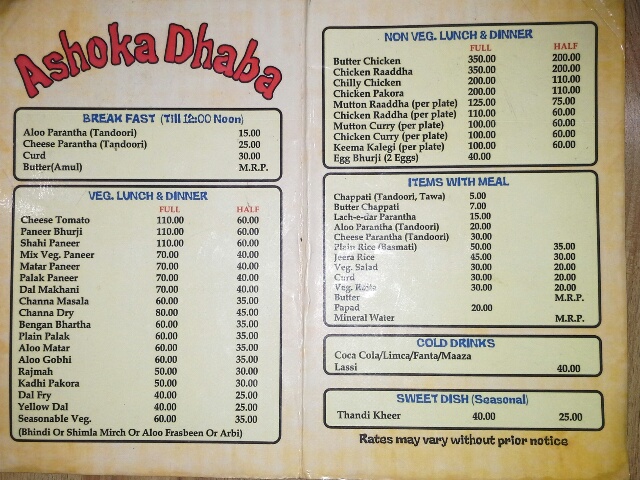 Ashoka Dhaba
BREAK FAST (Till 12:00 Noon)
Aloo Parantha (Tandoori) 15.00
Cheese Parantha (Tandoori) 25.00
Curd 30.00
Butter(Amul) M.R.P.
VEG. LUNCH & DINNER
FULL HALF
Cheese Tomato 110.00 60.00
Paneer Bhurji 110.00 60.00
Shahi Paneer 110.00 60.00
Mix Veg. Paneer 70.00 40.00
Matar Paneer 70.00 40.00
Palak Paneer 70.00 40.00
Dal Makhani 70.00 40.00
Channa Masala 60.00 35.00
Channa Dry 80.00 45.00
Bengan Bhartha 60.00 35.00
Plain Palak 60.00 35.00
Aloo Matar 60.00 35.00
Aloo Gobhi 60.00 35.00
Rajmah 50.00 30.00
Kadhi Pakora 50.00 30.00
Dal Fry 40.00 25.00
Yellow Dal 40.00 25.00
Seasonable Veg. 60.00 35.00
(Bhindi Or Shimla Mirch Or Aloo Frasbeen Or Arbi)
NON VEG. LUNCH & DINNER
FULL HALF
Butter Chicken 350.00 200.00
Chicken Raaddha 350.00 200.00
Chilly Chicken 200.00 110.00
Chicken Pakora 200.00 110.00
Mutton Raaddha (per plate) 125.00 75.00
Chicken Raddha (per plate) 110.00 60.00
Mutton Curry (per plate) 100.00 60.00
Chicken Curry (per plate) 100.00 60.00
Keema Kalegi (per plate) 100.00 60.00
Egg Bhurji (2 Eggs) 40.00
ITEMS WITH MEAL
Chappati (Tandoori, Tawa) 5.00
Butter Chappati 7.00
Lach-e-dar Parantha 15.00
Aloo Parantha (Tandoori) 20.00
Cheese Parantha (Tandoori) 30.00
Plain Rice (Basmati) 50.00 35.00
Jeera Rice 45.00 30.00
Veg. Salad 30.00 20.00
Curd 30.00 20.00
Veg. Raita 30.00 20.00
Butter M.R.P.
Papad 20.00
Mineral Water M.R.P.
COLD DRINKS
Coca Cola/Limca/Fanta/Maaza
Lassi 40.00
SWEET DISH (Seasonal)
Thandi Kheer 40.00 25.00
Rates may vary without prior notice